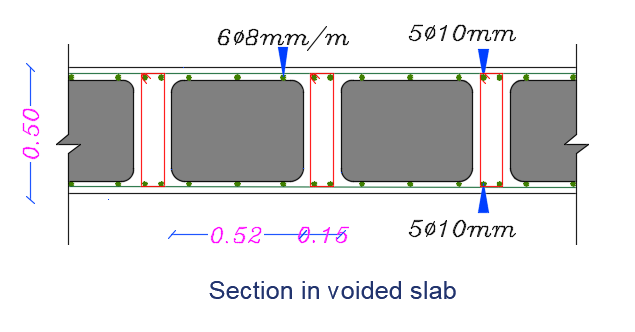 6ø8mm/m
5ø10mm
0.50
0.52
0.15
5ø10mm
Section in voided slab